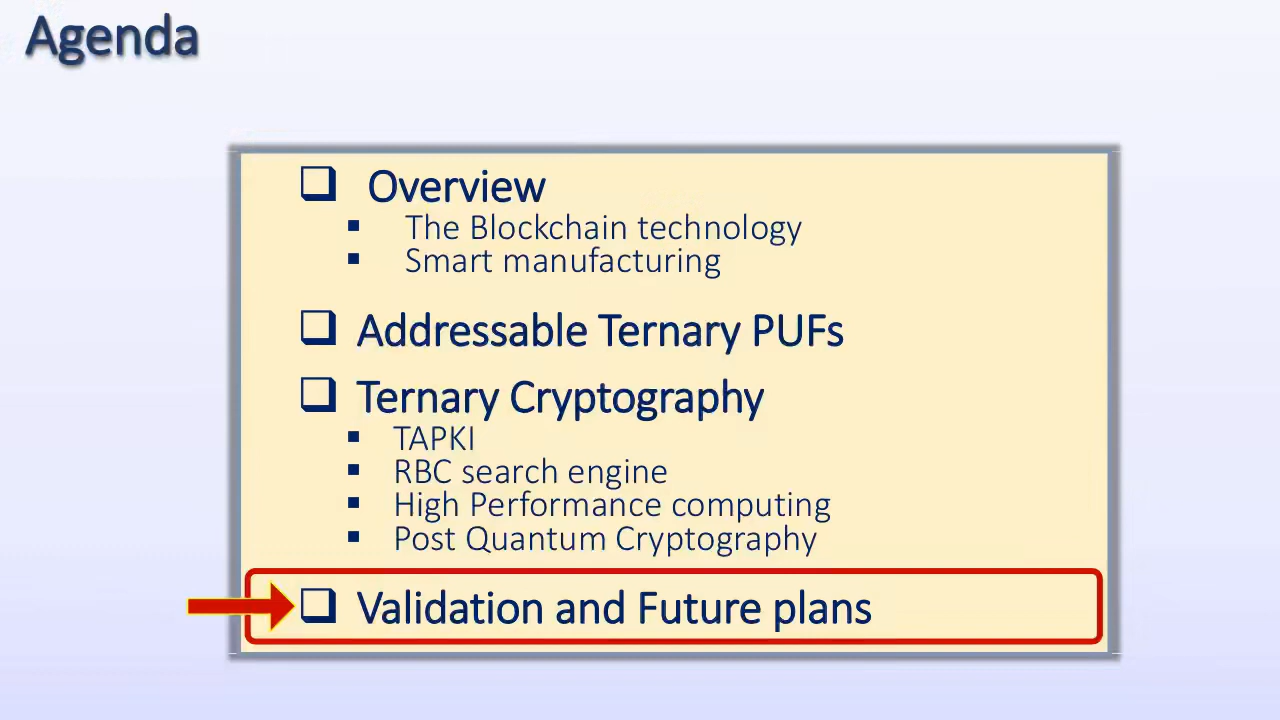 Agenda
Overview
The Blockchain technology
Smart manufacturing
Addressable Ternary PUFs
Ternary Cryptography
TAPKI
RBC search engine
High Performance computing
Post Quantum Cryptography
Validation and Future plans